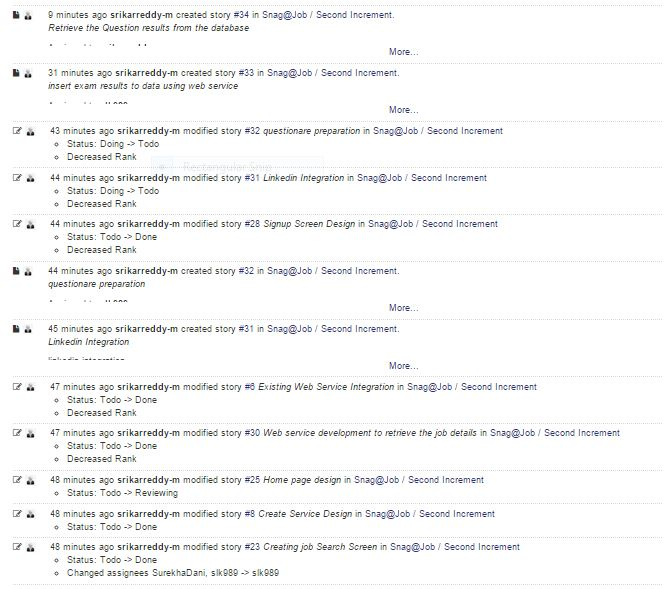 9 minutes ago srikarreddy-m created story #34 in Snag@Job / Second Increment.
Retrieve the Question results from the database
More...
31 minutes ago srikarreddy-m created story #33 in Snag@Job / Second Increment.
insert exam results to data using web service
More...
43 minutes ago srikarreddy-m modified story #32 questionare preparation in Snag@Job / Second Increment
Status: Doing -> Todo
Rectangular Snip
Decreased Rank
44 minutes ago srikarreddy-m modified story #31 Linkedin Integration in Snag@Job / Second Increment
Status: Doing -> Todo
Decreased Rank
44 minutes ago srikarreddy-m modified story #28 Signup Screen Design in Snag@Job / Second Increment
Status: Todo -> Done
Decreased Rank
44 minutes ago srikarreddy-m created story #32 in Snag@Job / Second Increment.
questionare preparation
More...
45 minutes ago srikarreddy-m created story #31 in Snag@Job / Second Increment.
Linkedin Integration
linkedin integration
More...
47 minutes ago srikarreddy-m modified story #6 Existing Web Service Integration in Snag@Job / Second Increment
Status: Todo -> Done
Decreased Rank
47 minutes ago srikarreddy-m modified story #30 Web service development to retrieve the job details in Snag@Job / Second Increment
Status: Todo -> Done
Decreased Rank
48 minutes ago srikarreddy-m modified story #25 Home page design in Snag@Job / Second Increment
Status: Todo -> Reviewing
48 minutes ago srikarreddy-m modified story #8 Create Service Design in Snag@Job / Second Increment
Status: Todo -> Done
48 minutes ago srikarreddy-m modified story #23 Creating job Search Screen in Snag@Job / Second Increment
Status: Todo -> Done
Changed assignees SurekhaDani, slk989 -> slk989